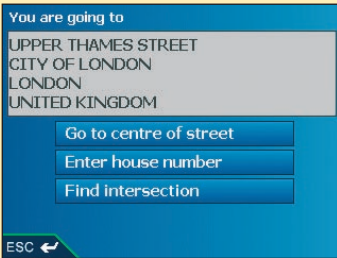 You are going to
UPPER THAMES STREET
CITY OF LONDON
LONDON
UNITED KINGDOM
Go to centre of street
Enter house number
Find intersection
ESC